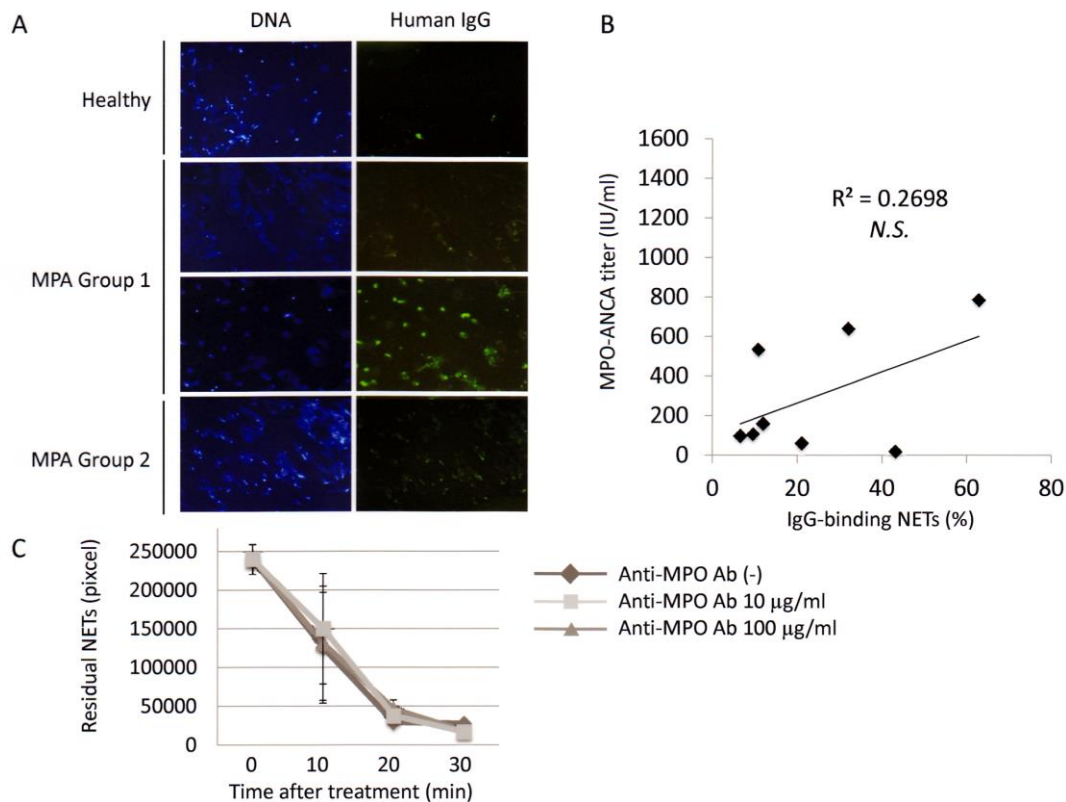 A
DNA
Human IgG
Healthy
MPA Group 1
MPA Group 2
B
MPO-ANCA titer (IU/ml)
1600
1400
1200
1000
800
600
400
200
0
R² = 0.2698
N.S.
0 20 40 60 80
IgG-binding NETs (%)
C
Residual NETs (pixcel)
250000
200000
150000
100000
50000
0
0 10 20 30
Time after treatment (min)
Anti-MPO Ab (-)
Anti-MPO Ab 10 μg/ml
Anti-MPO Ab 100 μg/ml